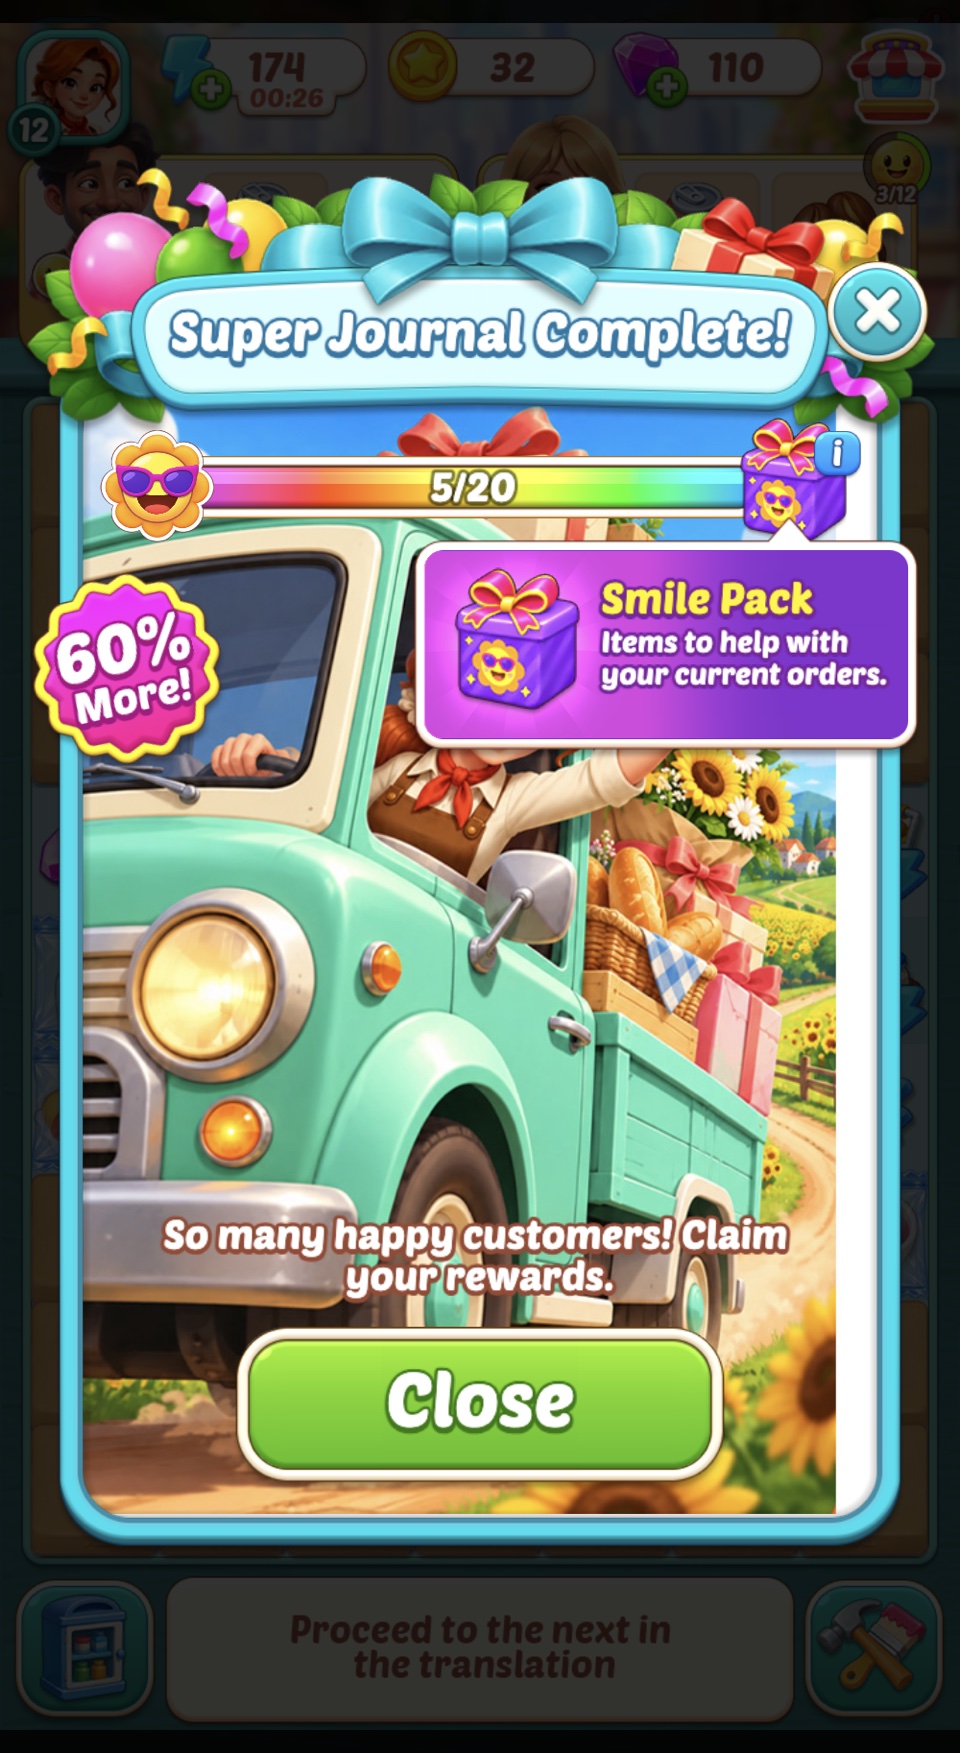 174
32
110
00:26
12
3/12
Super Journal Complete!
5/20
i
Smile Pack
Items to help with
your current orders.
60%
More!
So many happy customers! Claim
your rewards.
Close
Proceed to the next in
the translation